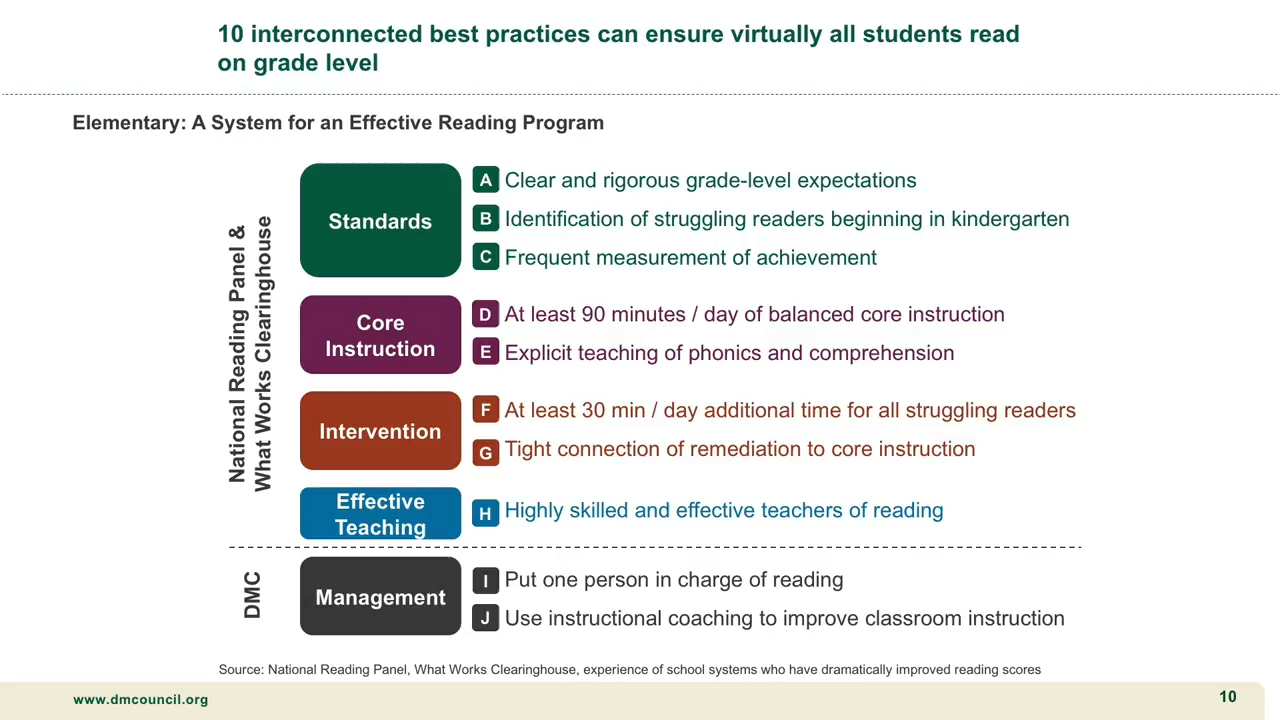 10 interconnected best practices can ensure virtually all students read
on grade level
Elementary: A System for an Effective Reading Program
National Reading Panel &
What Works Clearinghouse
Standards
A Clear and rigorous grade-level expectations
B Identification of struggling readers beginning in kindergarten
C Frequent measurement of achievement
Core
Instruction
D At least 90 minutes / day of balanced core instruction
E Explicit teaching of phonics and comprehension
Intervention
F At least 30 min / day additional time for all struggling readers
G Tight connection of remediation to core instruction
Effective
Teaching
H Highly skilled and effective teachers of reading
DMC
Management
I Put one person in charge of reading
J Use instructional coaching to improve classroom instruction
Source: National Reading Panel, What Works Clearinghouse, experience of school systems who have dramatically improved reading scores
www.dmcouncil.org
10